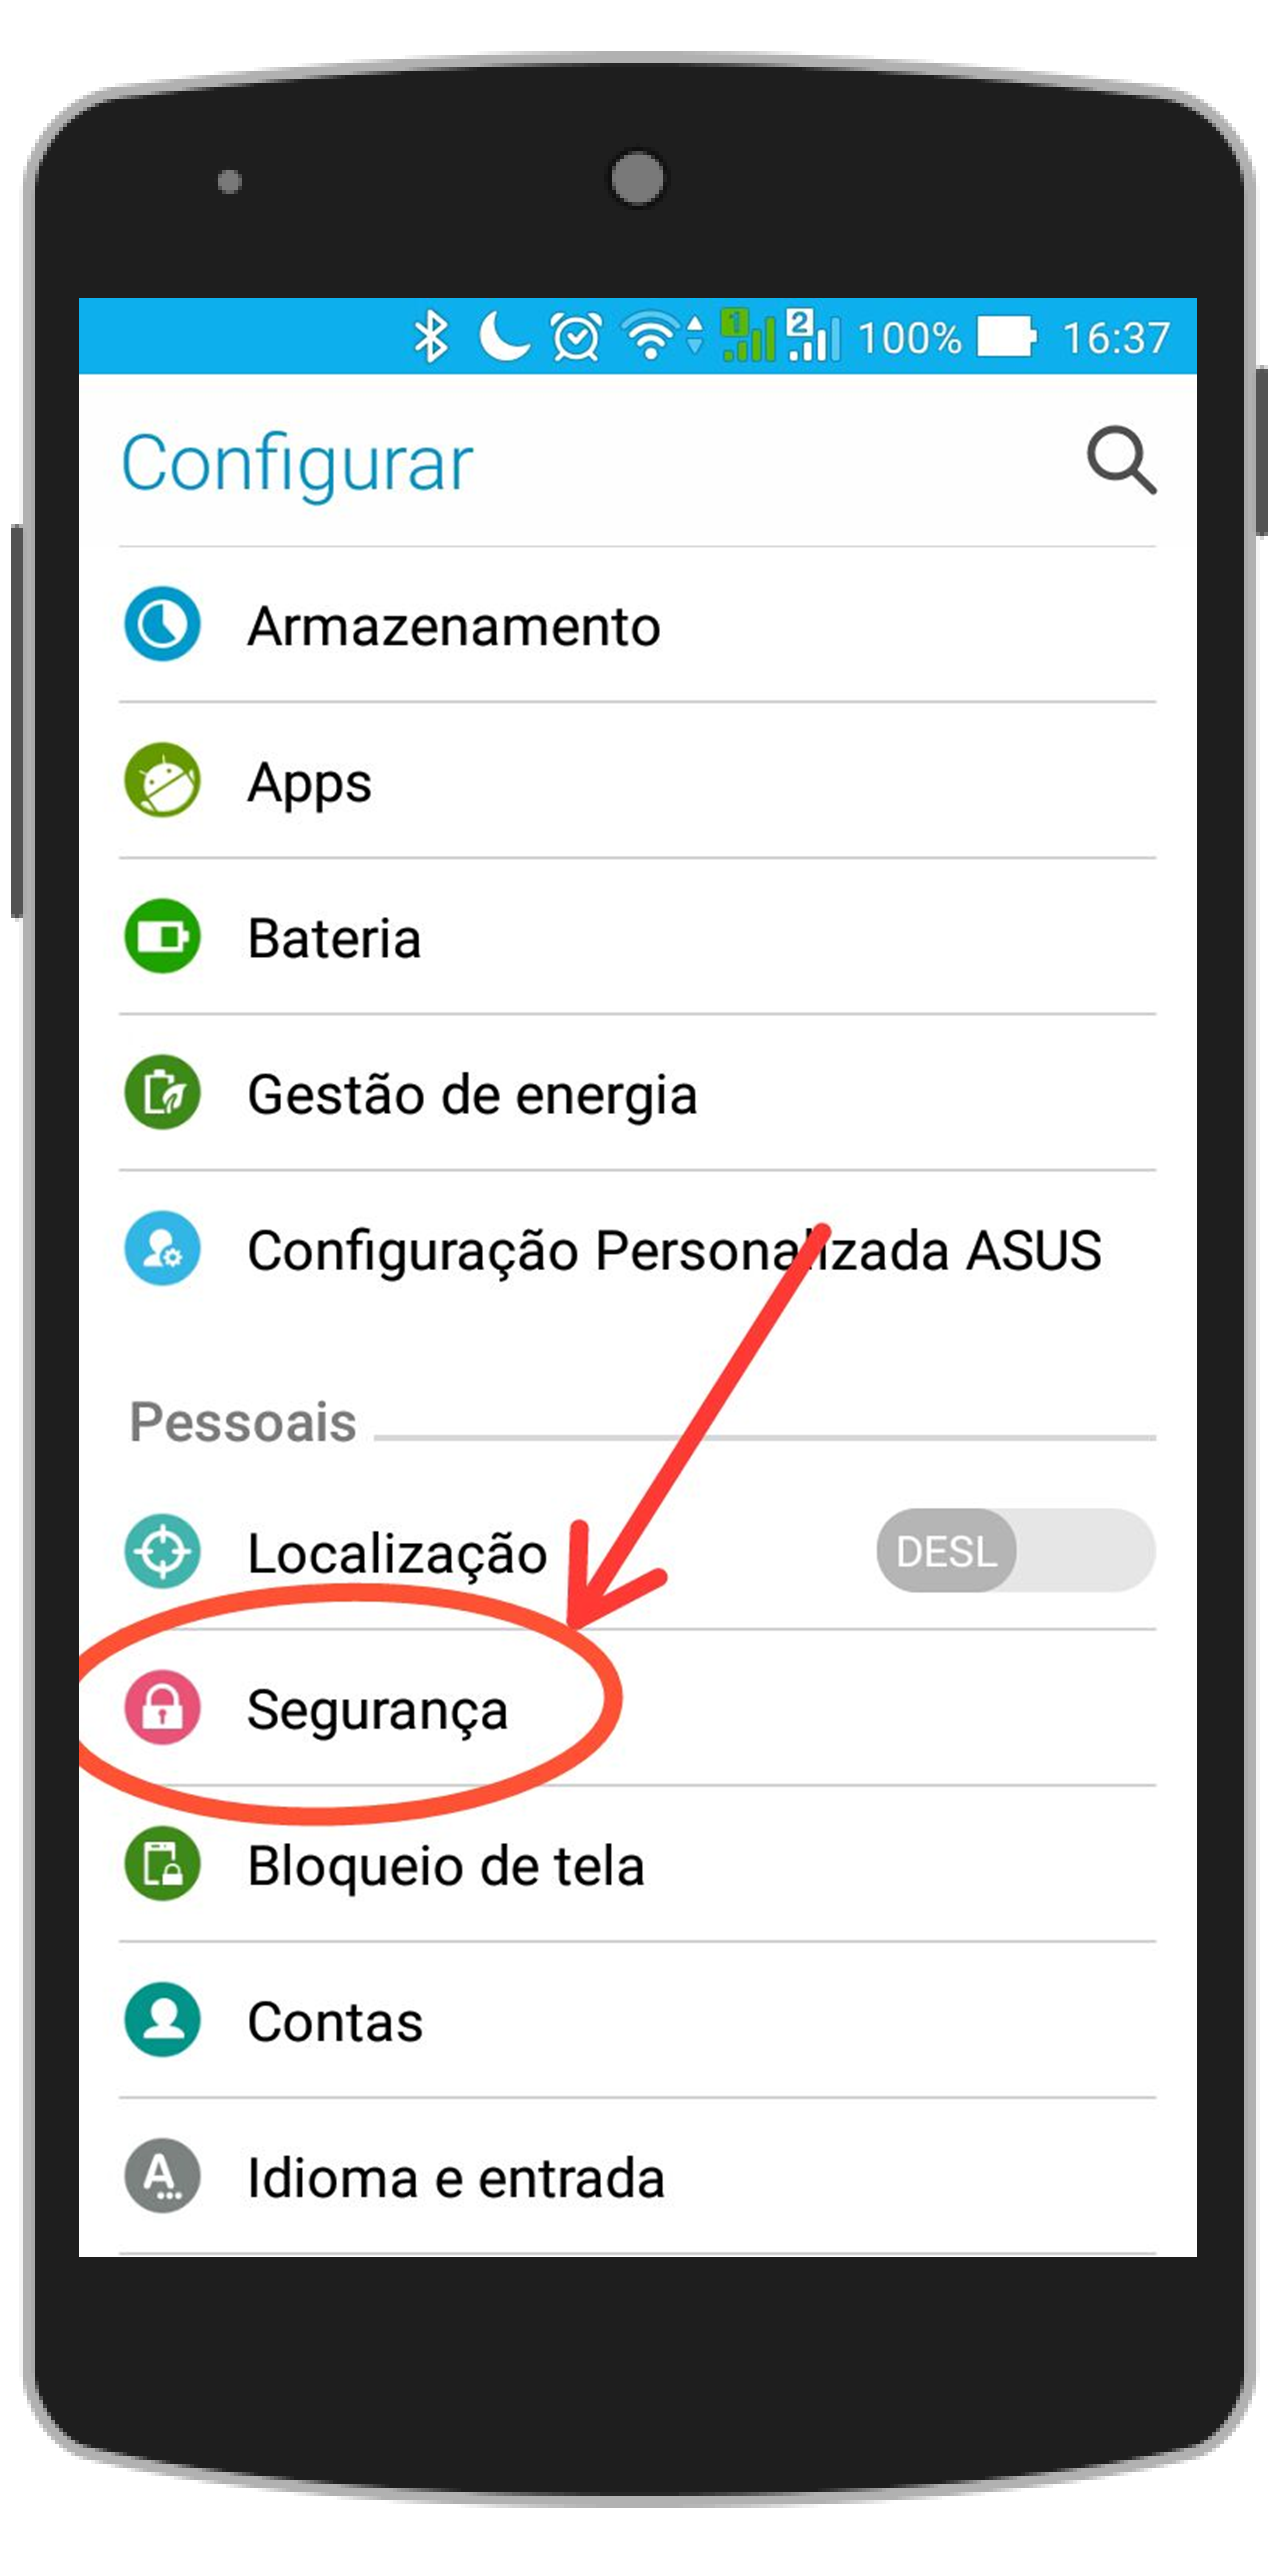 1 2 100% 16:37
Configurar
Armazenamento
Apps
Bateria
Gestão de energia
Configuração Personalizada ASUS
Pessoais
Localização DESL
Segurança
Bloqueio de tela
Contas
A
Idioma e entrada